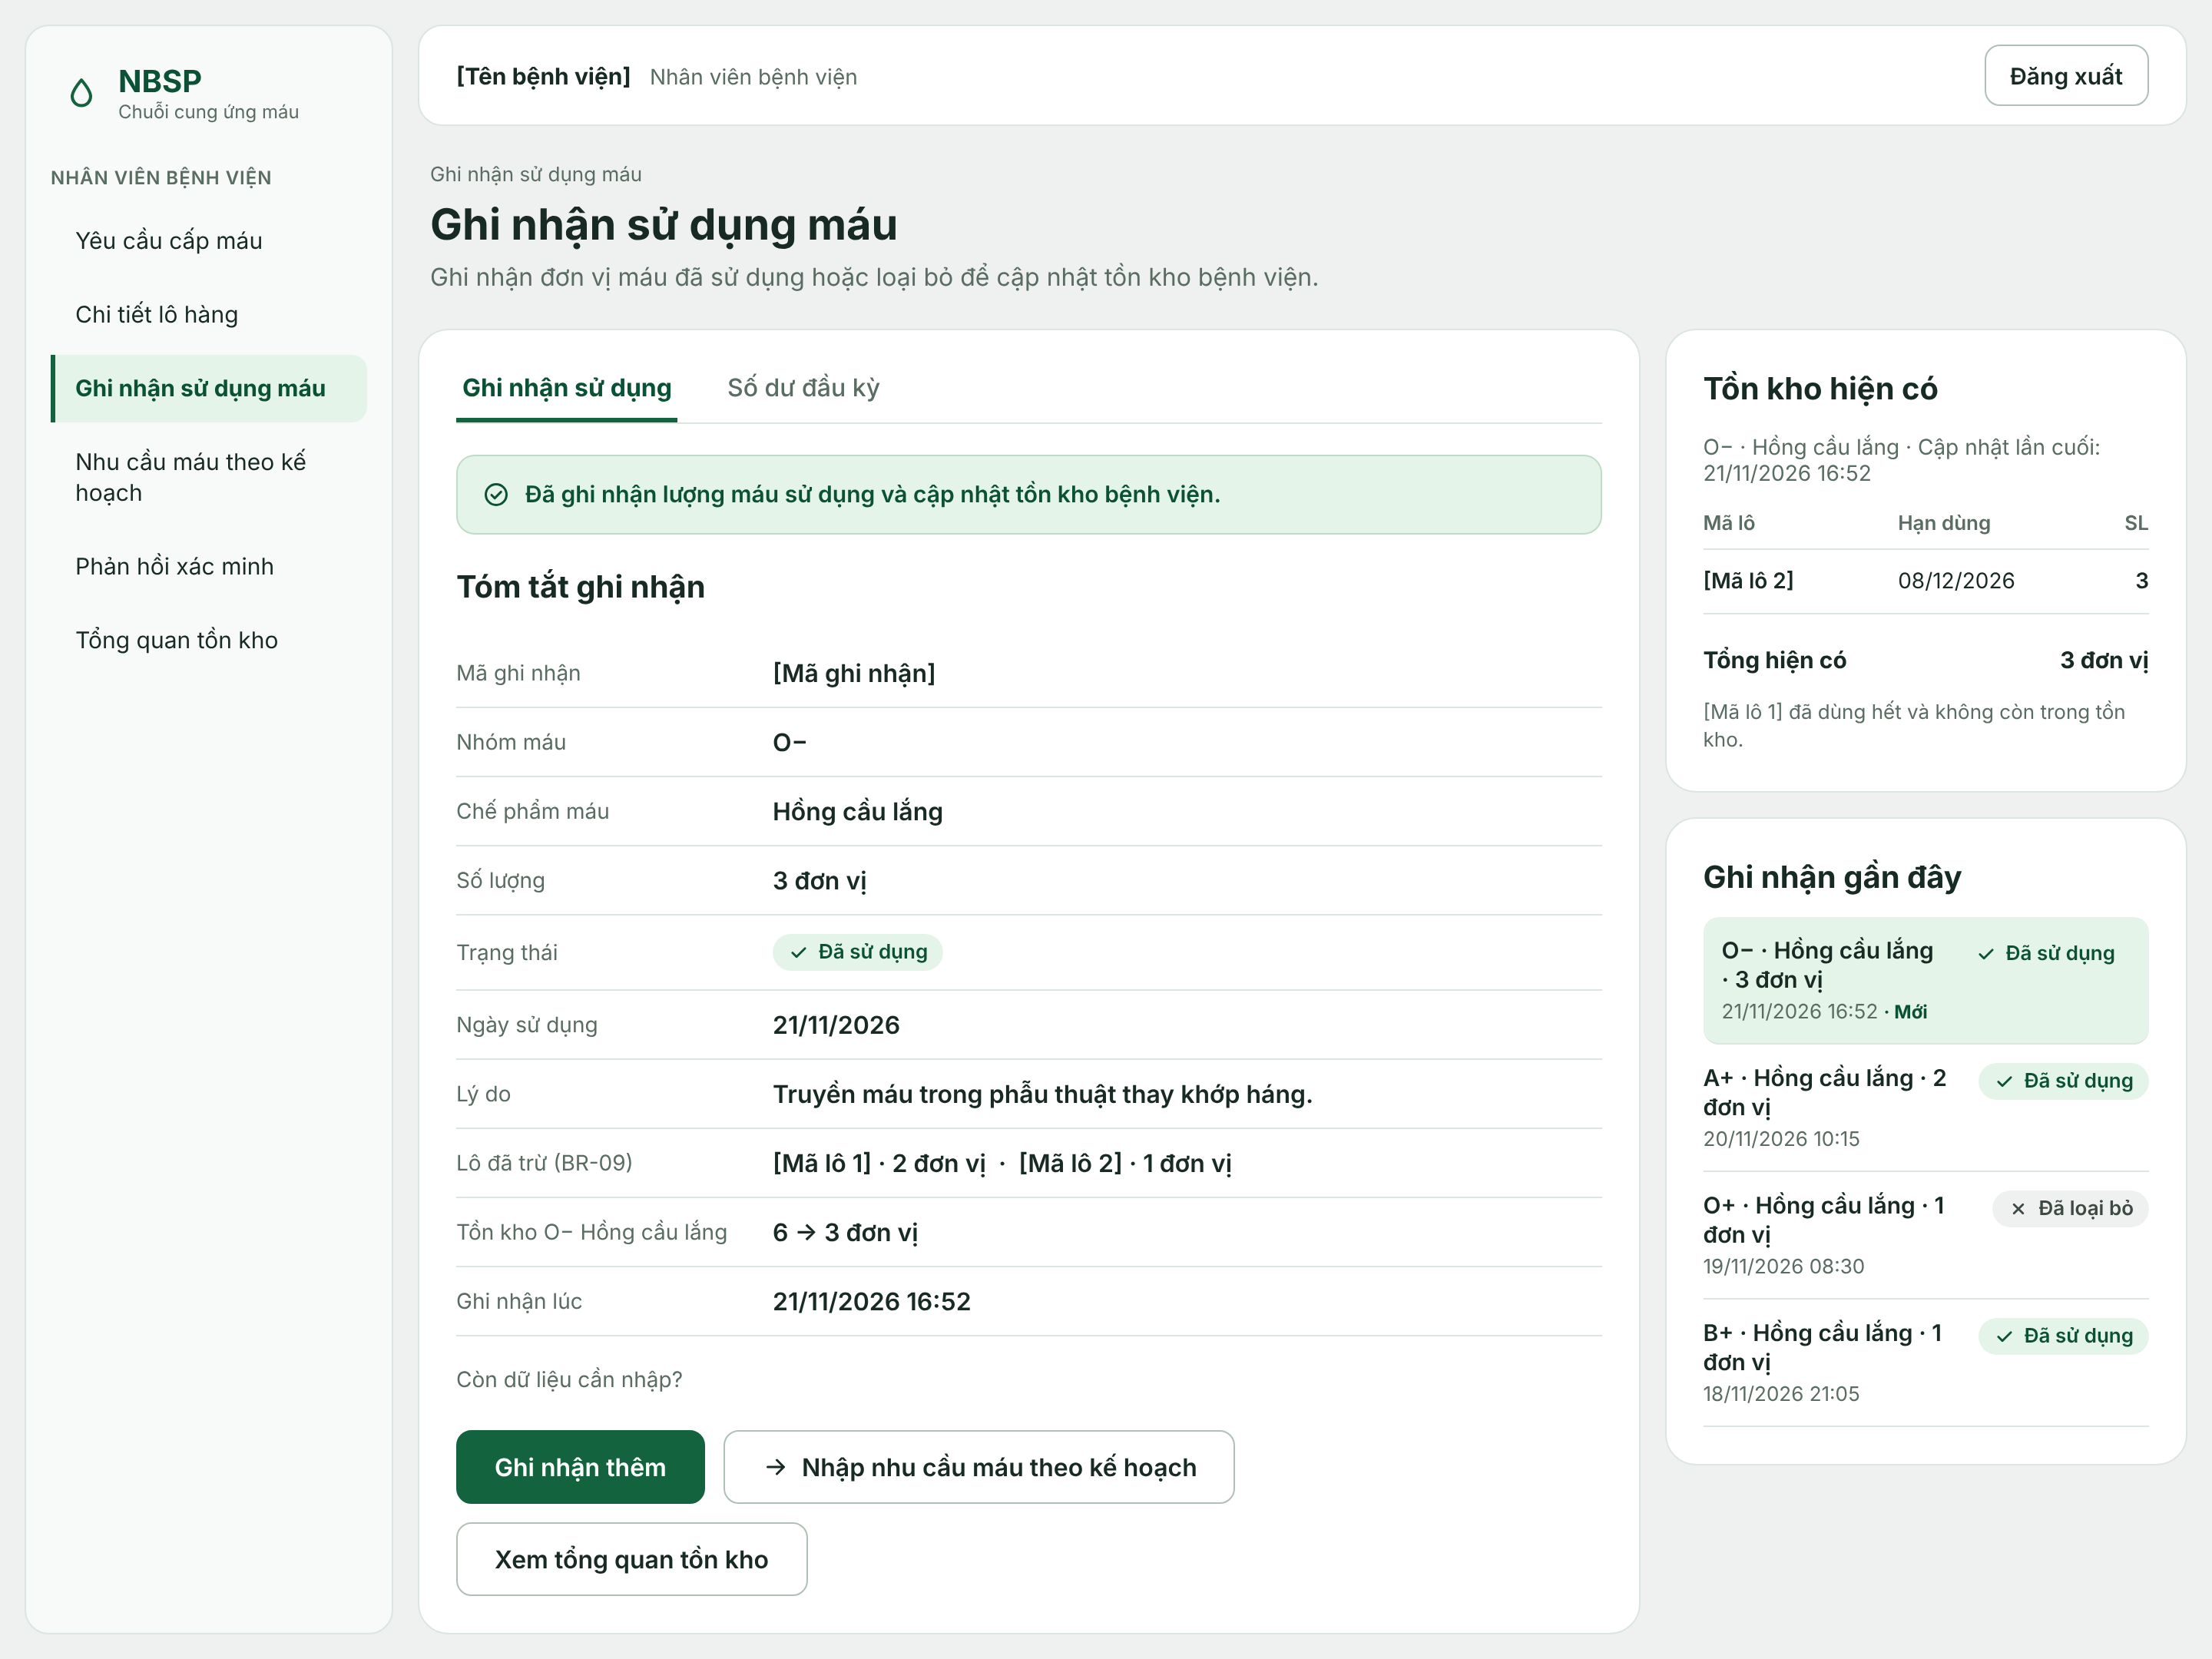 NBSP
Chuỗi cung ứng máu
NHÂN VIÊN BỆNH VIỆN
Yêu cầu cấp máu
Chi tiết lô hàng
Ghi nhận sử dụng máu
Nhu cầu máu theo kế
hoạch
Phản hồi xác minh
Tổng quan tồn kho
[Tên bệnh viện] Nhân viên bệnh viện
Đăng xuất
Ghi nhận sử dụng máu
Ghi nhận sử dụng máu
Ghi nhận đơn vị máu đã sử dụng hoặc loại bỏ để cập nhật tồn kho bệnh viện.
Ghi nhận sử dụng
Số dư đầu kỳ
Đã ghi nhận lượng máu sử dụng và cập nhật tồn kho bệnh viện.
Tóm tắt ghi nhận
Mã ghi nhận [Mã ghi nhận]
Nhóm máu O−
Chế phẩm máu Hồng cầu lắng
Số lượng 3 đơn vị
Trạng thái Đã sử dụng
Ngày sử dụng 21/11/2026
Lý do Truyền máu trong phẫu thuật thay khớp háng.
Lô đã trừ (BR-09) [Mã lô 1] · 2 đơn vị · [Mã lô 2] · 1 đơn vị
Tồn kho O− Hồng cầu lắng 6 → 3 đơn vị
Ghi nhận lúc 21/11/2026 16:52
Còn dữ liệu cần nhập?
Ghi nhận thêm
→ Nhập nhu cầu máu theo kế hoạch
Xem tổng quan tồn kho
Tồn kho hiện có
O− · Hồng cầu lắng · Cập nhật lần cuối:
21/11/2026 16:52
Mã lô Hạn dùng SL
[Mã lô 2] 08/12/2026 3
Tổng hiện có 3 đơn vị
[Mã lô 1] đã dùng hết và không còn trong tồn
kho.
Ghi nhận gần đây
O− · Hồng cầu lắng
· 3 đơn vị
Đã sử dụng
21/11/2026 16:52 · Mới
A+ · Hồng cầu lắng · 2
đơn vị
Đã sử dụng
20/11/2026 10:15
O+ · Hồng cầu lắng · 1
đơn vị
Đã loại bỏ
19/11/2026 08:30
B+ · Hồng cầu lắng · 1
đơn vị
Đã sử dụng
18/11/2026 21:05